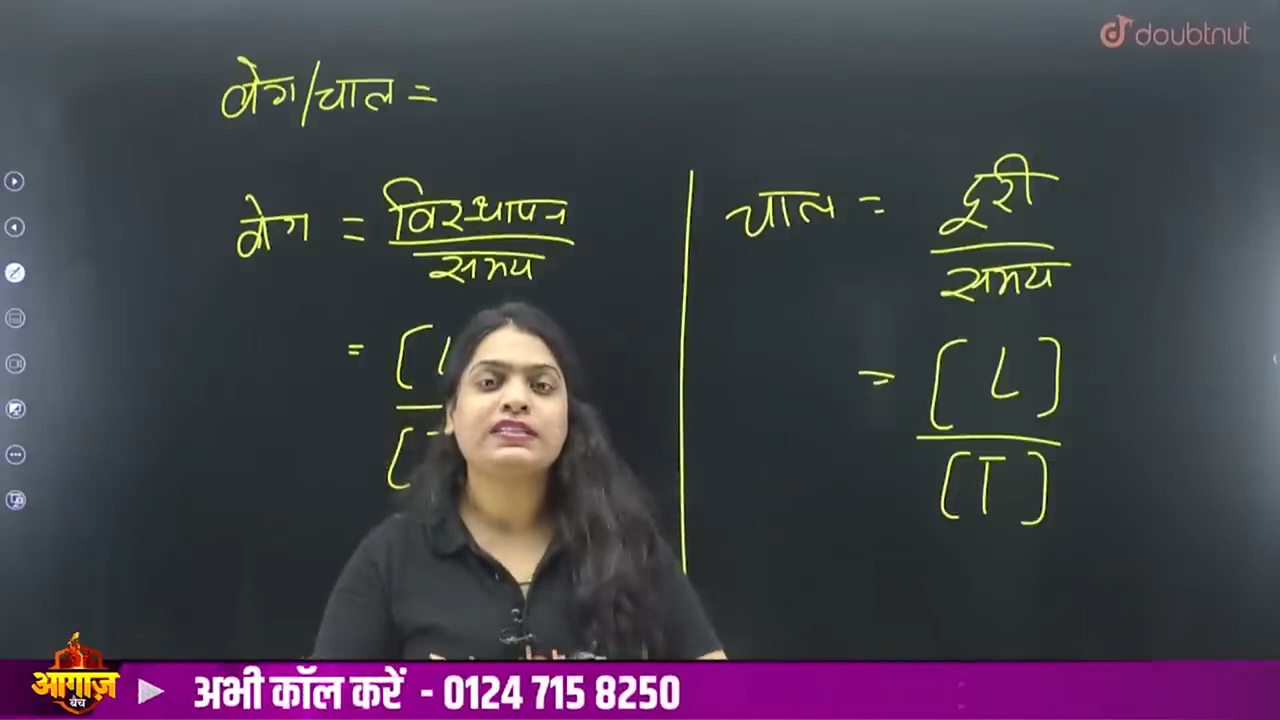 doubtnut
वेग/चाल =
वेग = विस्थापन
समय
= [L
[T
चाल = दूरी
समय
= [L]
[T]
आगाज़
बैच
अभी कॉल करें - 0124 715 8250